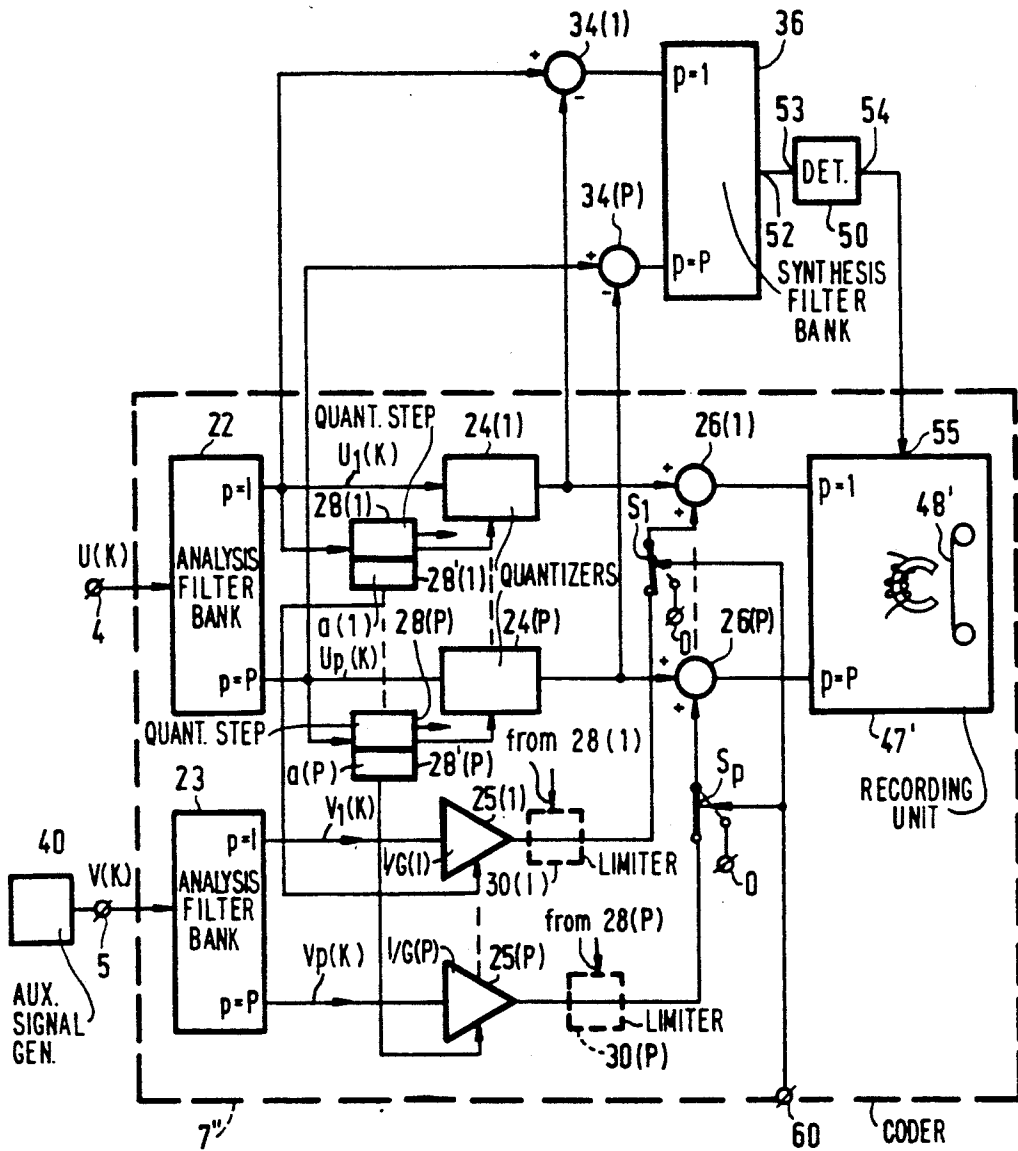 34(1)
36
+
-
p=1
53
54
DET.
34(P)
52
50
+
-
p=P
SYNTHESIS
FILTER
BANK
22
QUANT. STEP
24(1)
26(1)
55
U1(K)
p=1
+
+
p=1
28(1)
S1
48'
U(K)
ANALYSIS
FILTER
BANK
28'(1)
QUANTIZERS
4
a(1)
28(P)
24(P)
0
26(P)
Up(K)
p=P
+
+
p=P
QUANT. STEP
from 28(1)
47'
a(P)
28'(P)
Sp
RECORDING
UNIT
23
V1(K)
25(1)
40
p=1
V(K)
1/G(1)
LIMITER
0
ANALYSIS
FILTER
BANK
30(1)
from 28(P)
5
Vp(K)
1/G(P)
25(P)
p=P
AUX.
SIGNAL
GEN.
LIMITER
30(P)
7"
60
CODER